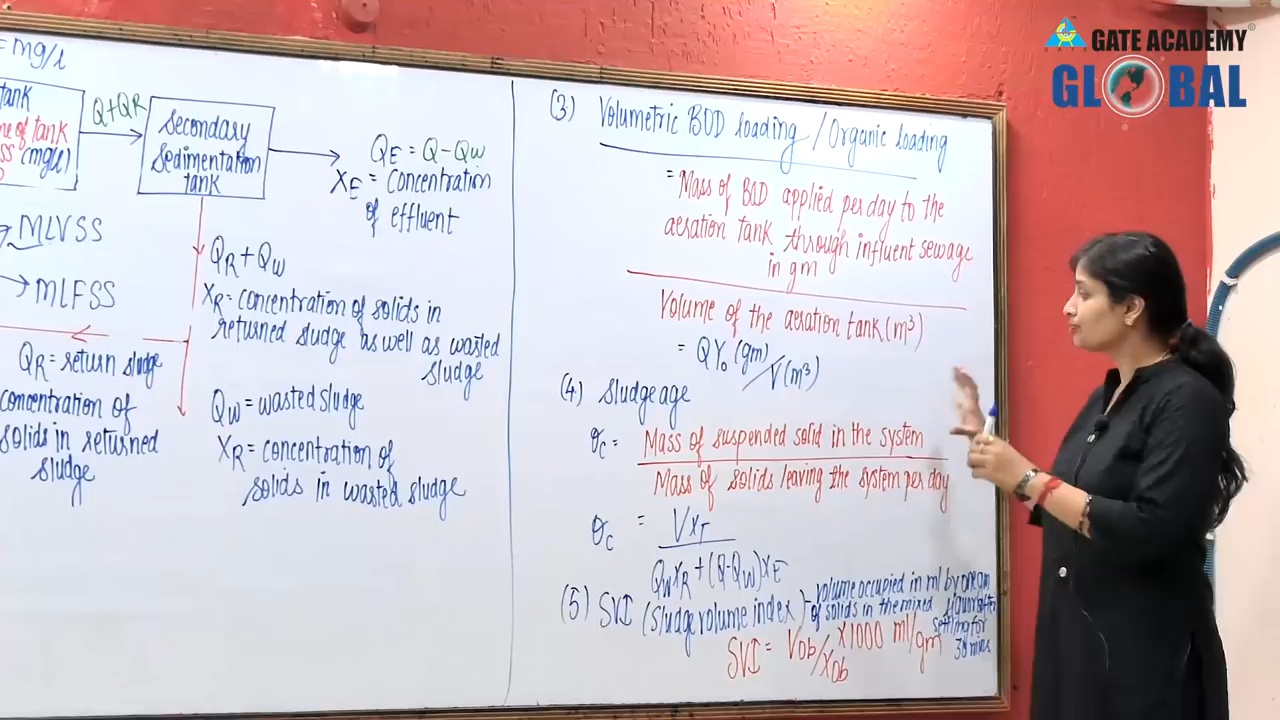 GATE ACADEMY
GLOBAL
= mg/l
tank
me of tank
SS (mg/l)
Q+QR
Secondary
Sedimentation
tank
QE = Q-Qw
XE = Concentration
of effluent
MLVSS
MLFSS
QR+Qw
XR = concentration of solids in
returned sludge as well as wasted
sludge
QR = return sludge
concentration of
solids in returned
sludge
Qw = wasted sludge
XR = concentration of
solids in wasted sludge
(3) Volumetric BOD loading / Organic loading
= Mass of BOD applied per day to the
aeration tank through influent sewage
in gm
Volume of the aeration tank (m³)
= QY₀ (gm)
/ V (m³)
(4) Sludge age
θc = Mass of suspended solid in the system
Mass of solids leaving the system per day
θc = VXT
QwXR + (Q-Qw)XE
(5) SVI (Sludge volume index) - volume occupied in ml by one gm
of solids in the mixed liquor after
settling for
30 mins
SVI = Vob/Xob ×1000 ml/gm